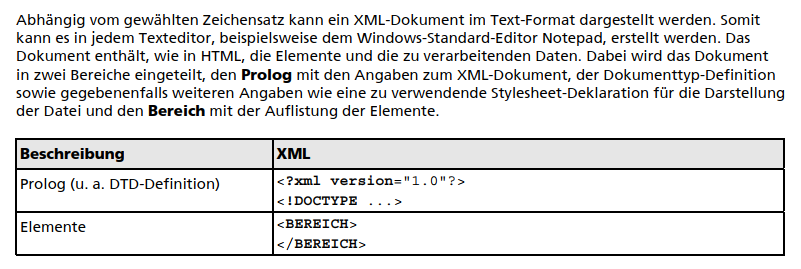 Abhängig vom gewählten Zeichensatz kann ein XML-Dokument im Text-Format dargestellt werden. Somit
kann es in jedem Texteditor, beispielsweise dem Windows-Standard-Editor Notepad, erstellt werden. Das
Dokument enthält, wie in HTML, die Elemente und die zu verarbeitenden Daten. Dabei wird das Dokument
in zwei Bereiche eingeteilt, den Prolog mit den Angaben zum XML-Dokument, der Dokumenttyp-Definition
sowie gegebenenfalls weiteren Angaben wie eine zu verwendende Stylesheet-Deklaration für die Darstellung
der Datei und den Bereich mit der Auflistung der Elemente.
Beschreibung XML
Prolog (u. a. DTD-Definition) <?xml version="1.0"?>
<!DOCTYPE ...>
Elemente <BEREICH>
</BEREICH>